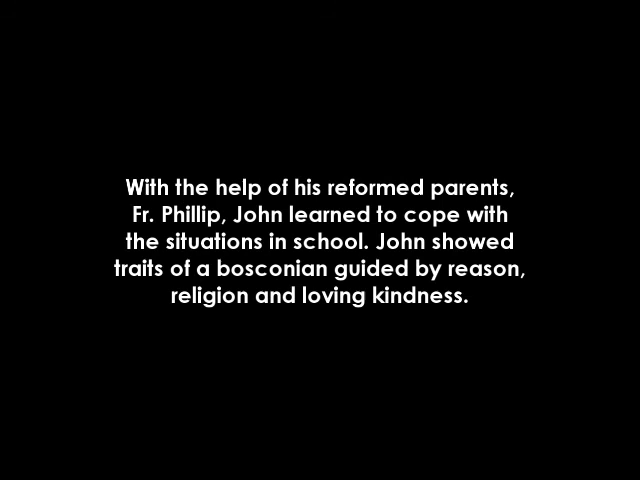 With the help of his reformed parents,
Fr. Phillip, John learned to cope with
the situations in school. John showed
traits of a bosconian guided by reason,
religion and loving kindness.